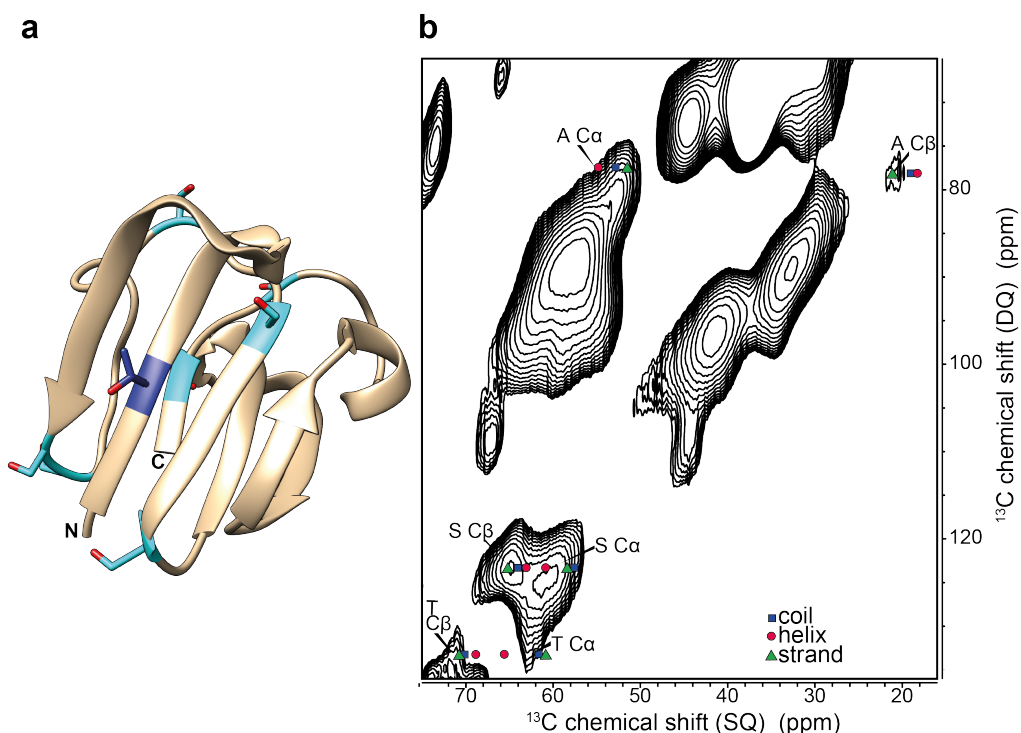 a
b
N
C
A Cα
A Cβ
S Cβ
S Cα
T
Cβ
T Cα
coil
helix
strand
80
100
120
¹³C chemical shift (DQ) (ppm)
70
60
50
40
30
20
¹³C chemical shift (SQ) (ppm)